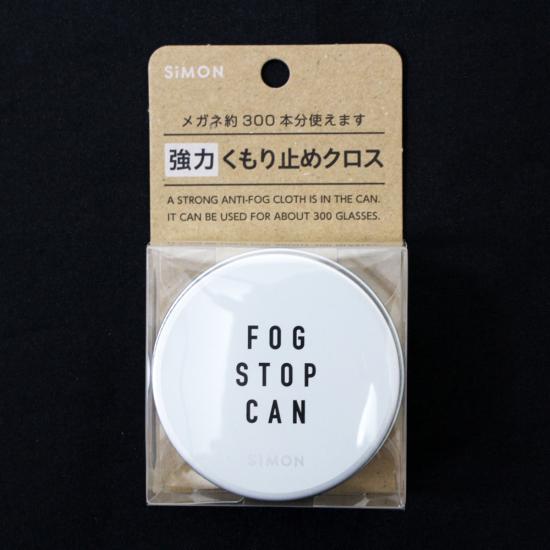 SiMON
メガネ約300本分使えます
強力くもり止めクロス
A STRONG ANTI-FOG CLOTH IS IN THE CAN.
IT CAN BE USED FOR ABOUT 300 GLASSES.
FOG
STOP
CAN
SiMON